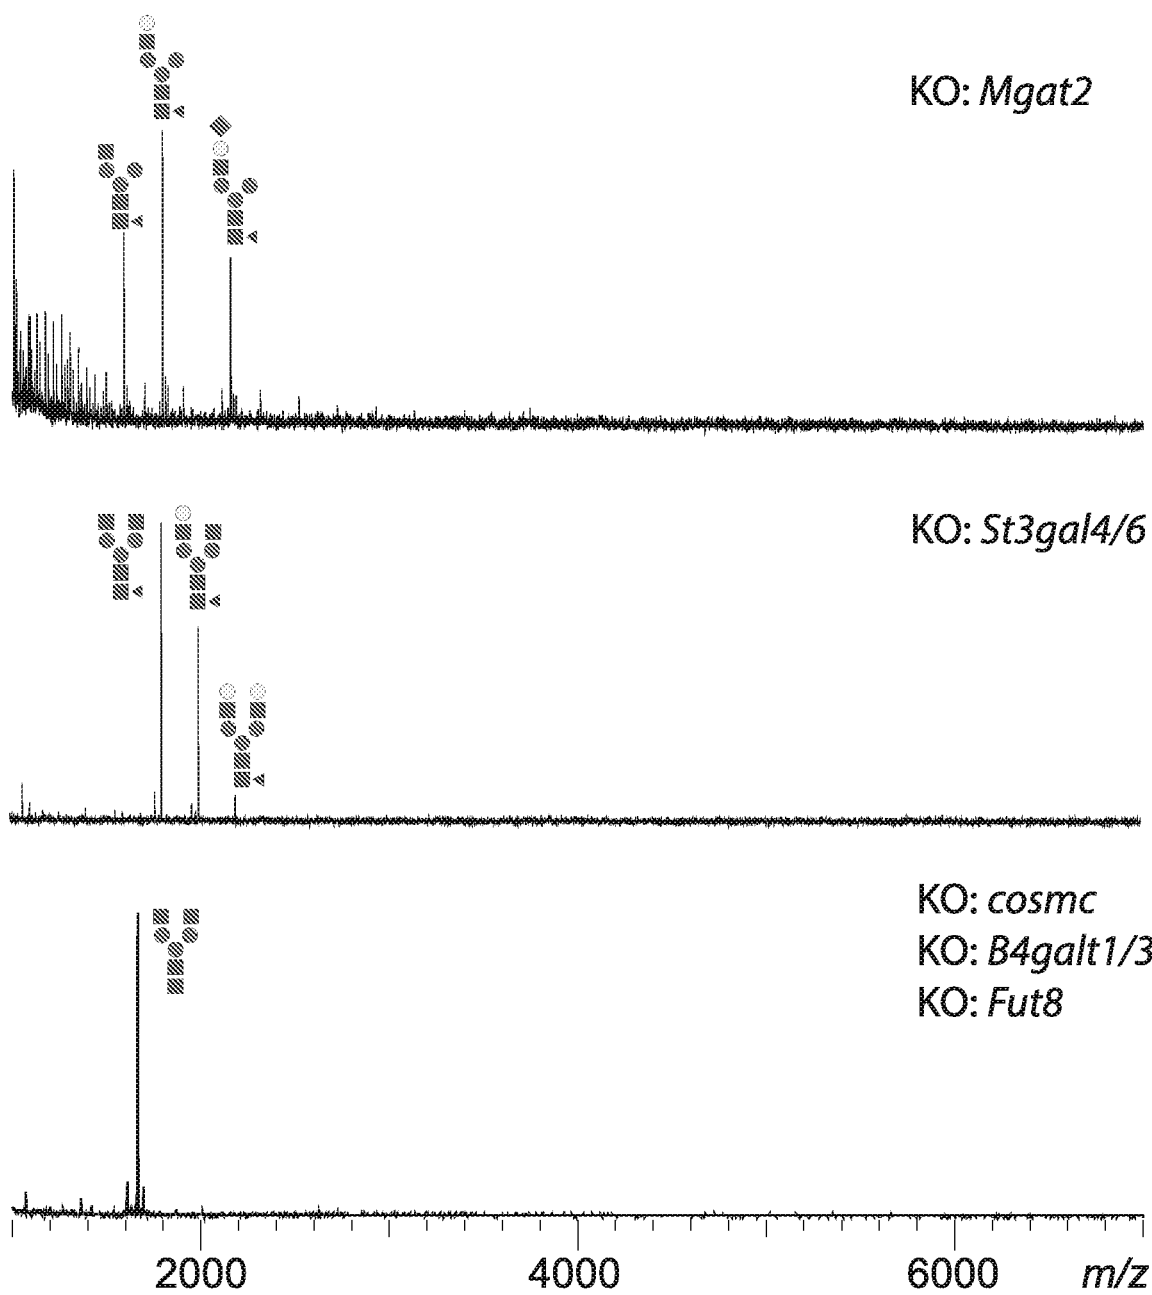 KO: Mgat2
KO: St3gal4/6
KO: cosmc
KO: B4galt1/3
KO: Fut8
2000 4000 6000 m/z